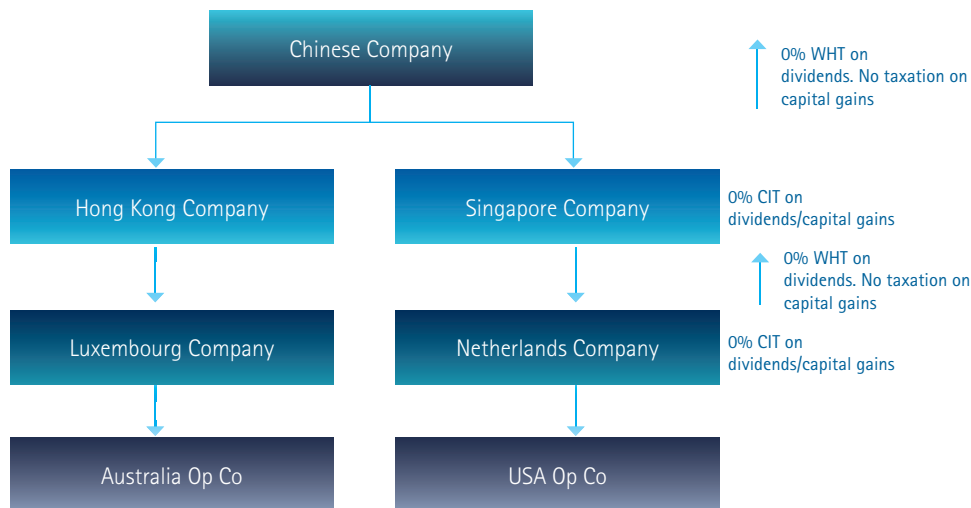 Chinese Company
0% WHT on
dividends. No taxation on
capital gains
Hong Kong Company
Singapore Company
0% CIT on
dividends/capital gains
0% WHT on
dividends. No taxation on
capital gains
Luxembourg Company
Netherlands Company
0% CIT on
dividends/capital gains
Australia Op Co
USA Op Co